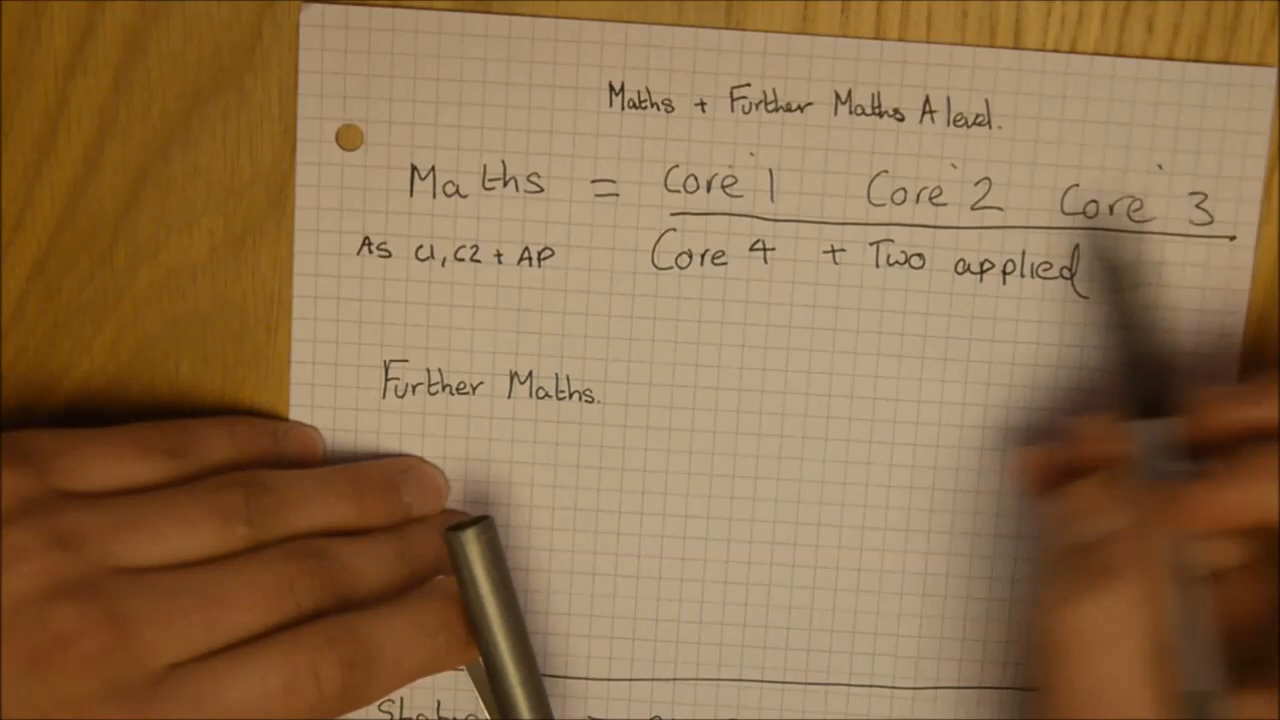 Maths + Further Maths A level.
Maths = Core 1 Core 2 Core 3
As C1, C2 + AP Core 4 + Two applied
Further Maths.